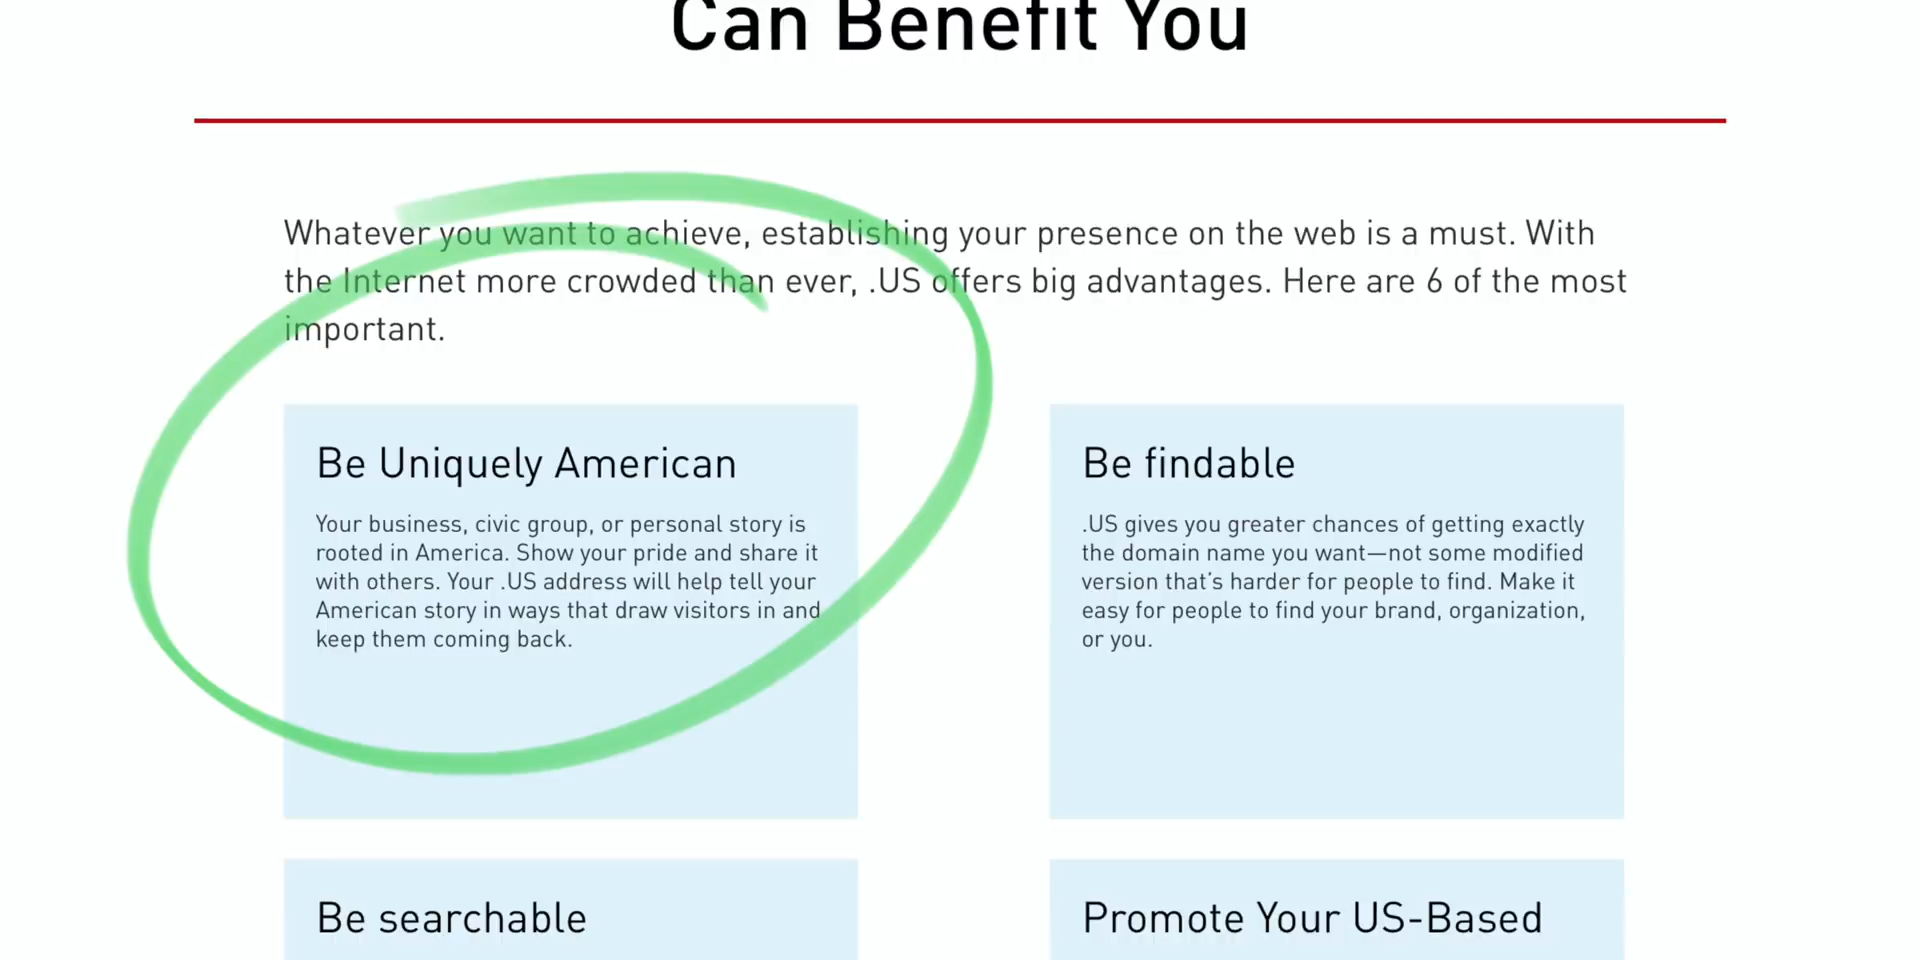 Can Benefit You
Whatever you want to achieve, establishing your presence on the web is a must. With
the Internet more crowded than ever, .US offers big advantages. Here are 6 of the most
important.
Be Uniquely American
Your business, civic group, or personal story is
rooted in America. Show your pride and share it
with others. Your .US address will help tell your
American story in ways that draw visitors in and
keep them coming back.
Be findable
.US gives you greater chances of getting exactly
the domain name you want—not some modified
version that's harder for people to find. Make it
easy for people to find your brand, organization,
or you.
Be searchable
Promote Your US-Based